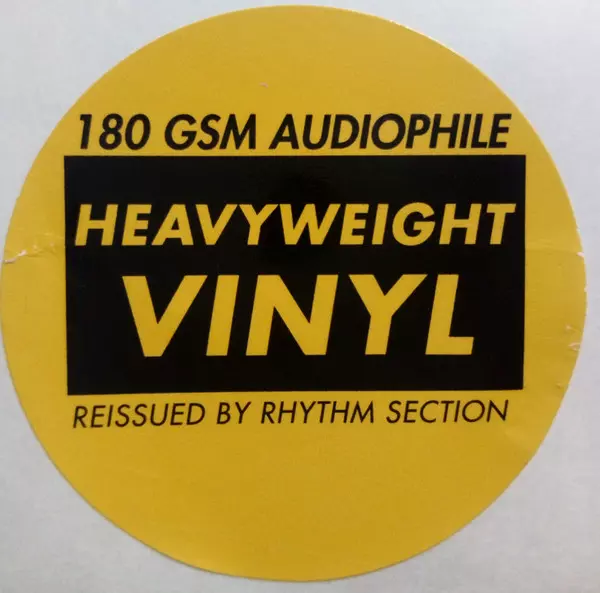 180 GSM AUDIOPHILE
HEAVYWEIGHT
VINYL
REISSUED BY RHYTHM SECTION